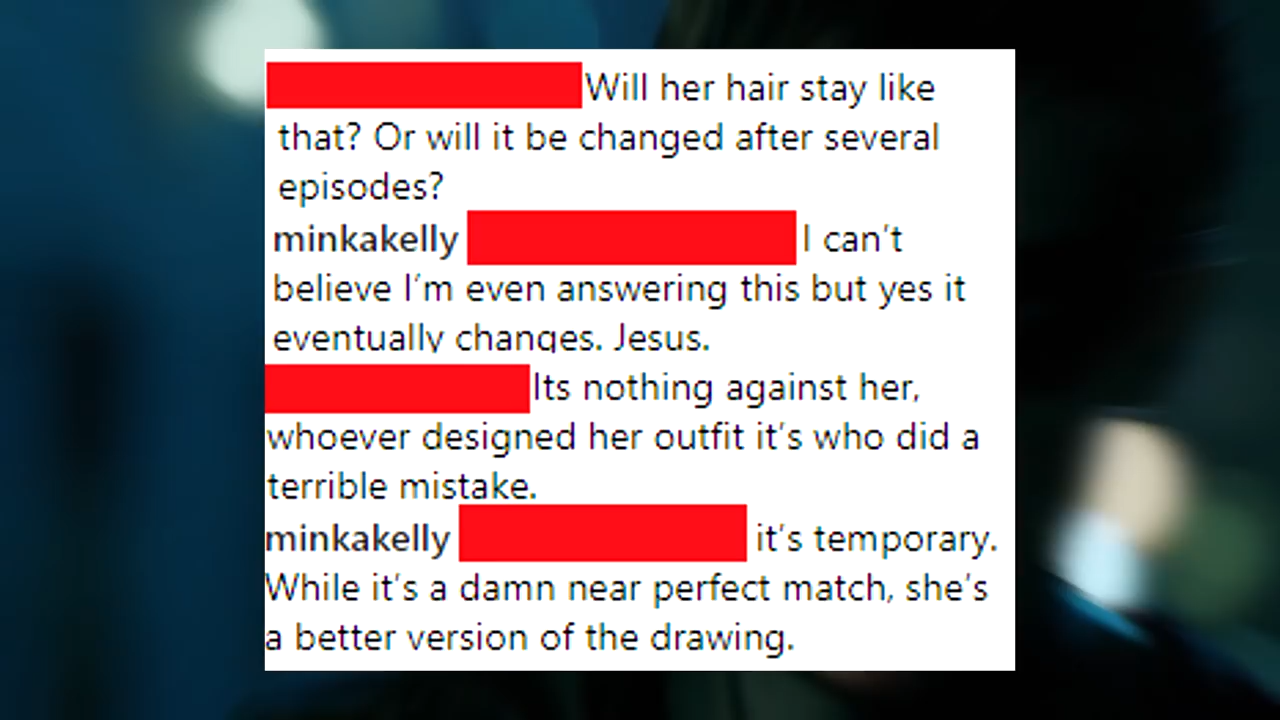 Will her hair stay like
that? Or will it be changed after several
episodes?
minkakelly I can't
believe I'm even answering this but yes it
eventually changes. Jesus.
Its nothing against her,
whoever designed her outfit it's who did a
terrible mistake.
minkakelly it's temporary.
While it's a damn near perfect match, she's
a better version of the drawing.